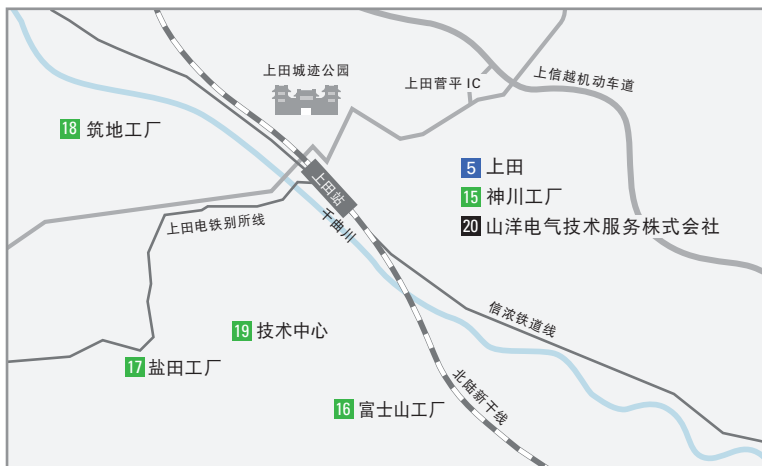 上田城迹公园
上田菅平 IC
上信越机动车道
18 筑地工厂
5 上田
上田站
15 神川工厂
20 山洋电气技术服务株式会社
上田电铁别所线
千曲川
信浓铁道线
19 技术中心
17 盐田工厂
北陆新干线
16 富士山工厂